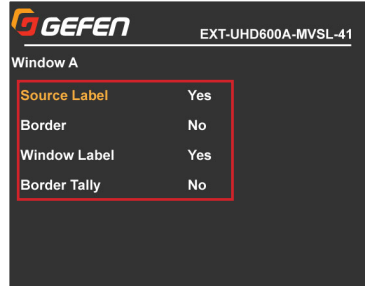 GEFEN
EXT-UHD600A-MVSL-41
Window A
Source Label Yes
Border No
Window Label Yes
Border Tally No